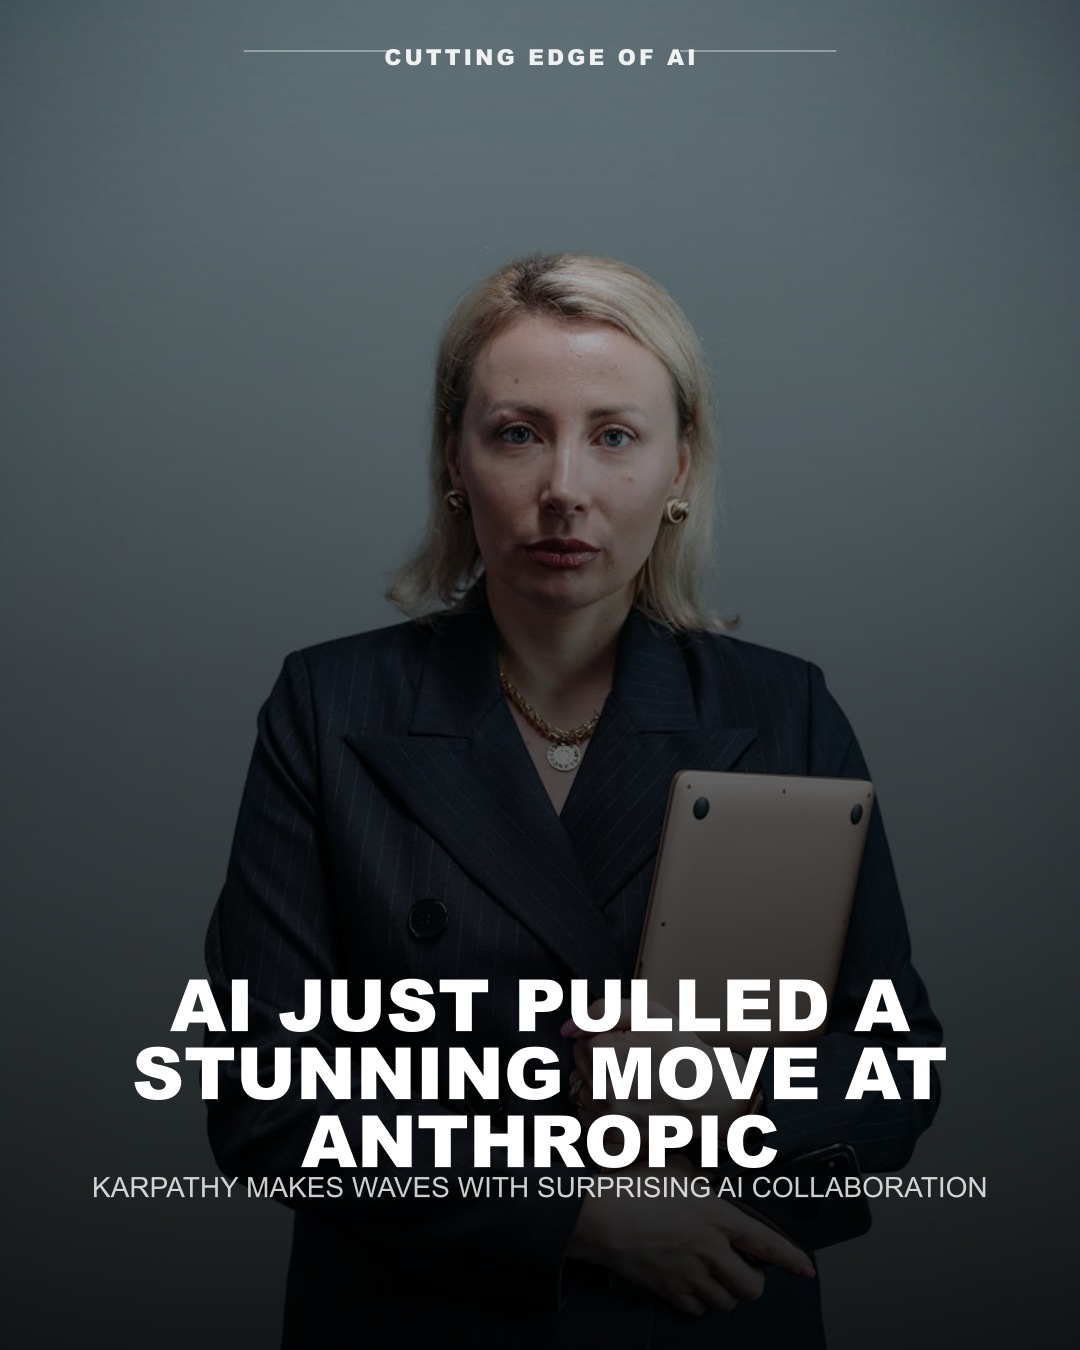 CUTTING EDGE OF AI
AI JUST PULLED A
STUNNING MOVE AT
ANTHROPIC
KARPATHY MAKES WAVES WITH SURPRISING AI COLLABORATION